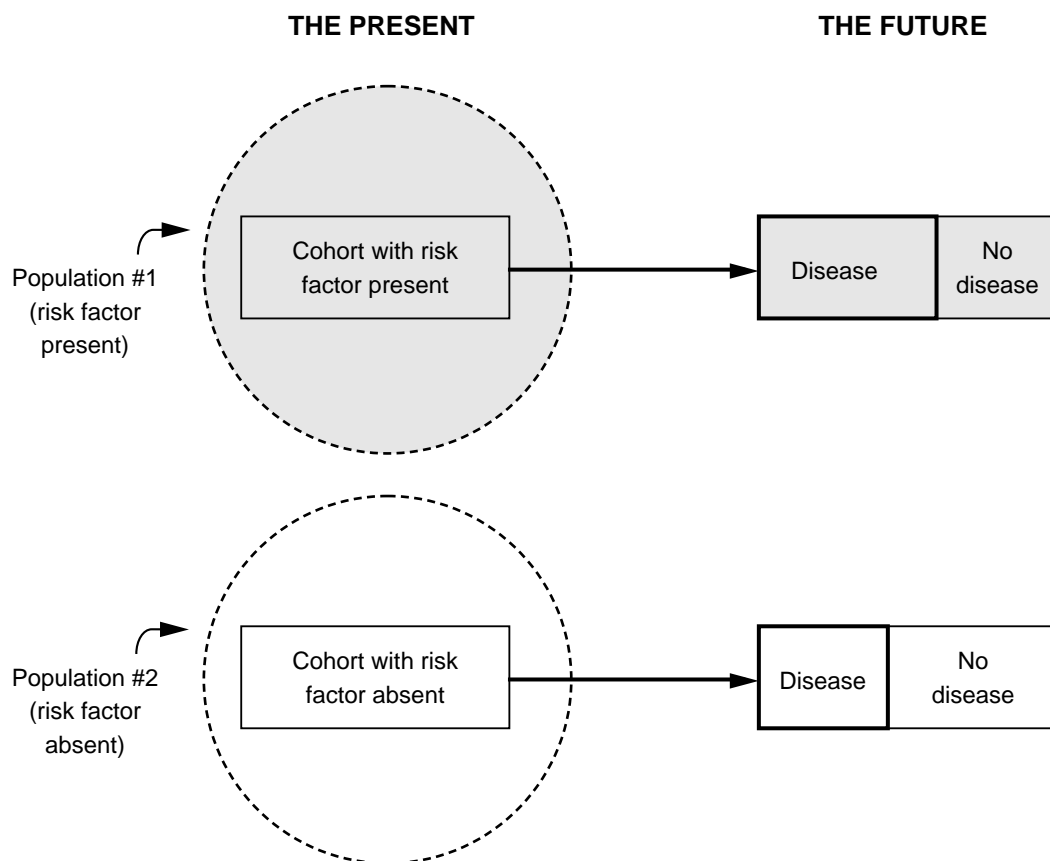 THE PRESENT
THE FUTURE
Population #1
(risk factor
present)
Cohort with risk
factor present
Disease
No
disease
Population #2
(risk factor
absent)
Cohort with risk
factor absent
Disease
No
disease